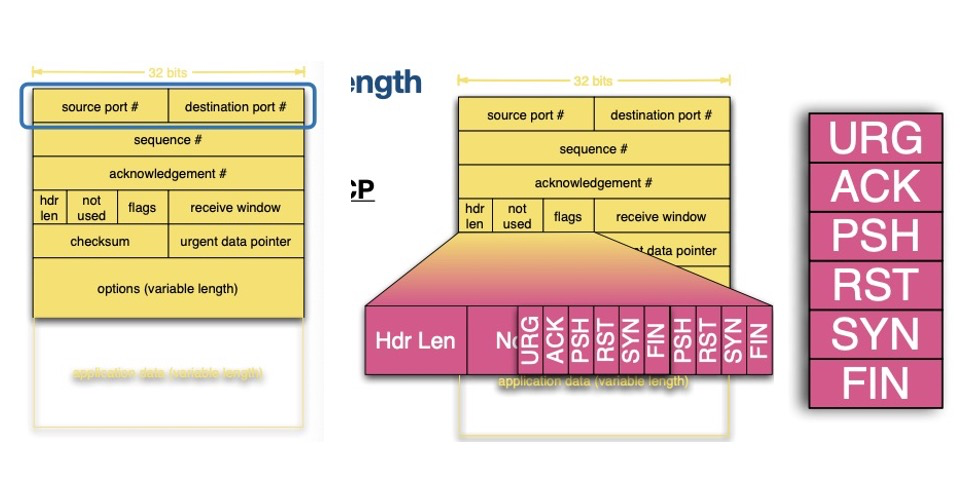 32 bits
source port #
destination port #
sequence #
acknowledgement #
hdr
len
not
used
flags
receive window
checksum
urgent data pointer
options (variable length)
application data (variable length)
ength
CP
32 bits
source port #
destination port #
sequence #
acknowledgement #
hdr
len
not
used
flags
receive window
data pointer
Hdr Len
URG
ACK
PSH
RST
SYN
FIN
PSH
RST
SYN
FIN
application data (variable length)
URG
ACK
PSH
RST
SYN
FIN